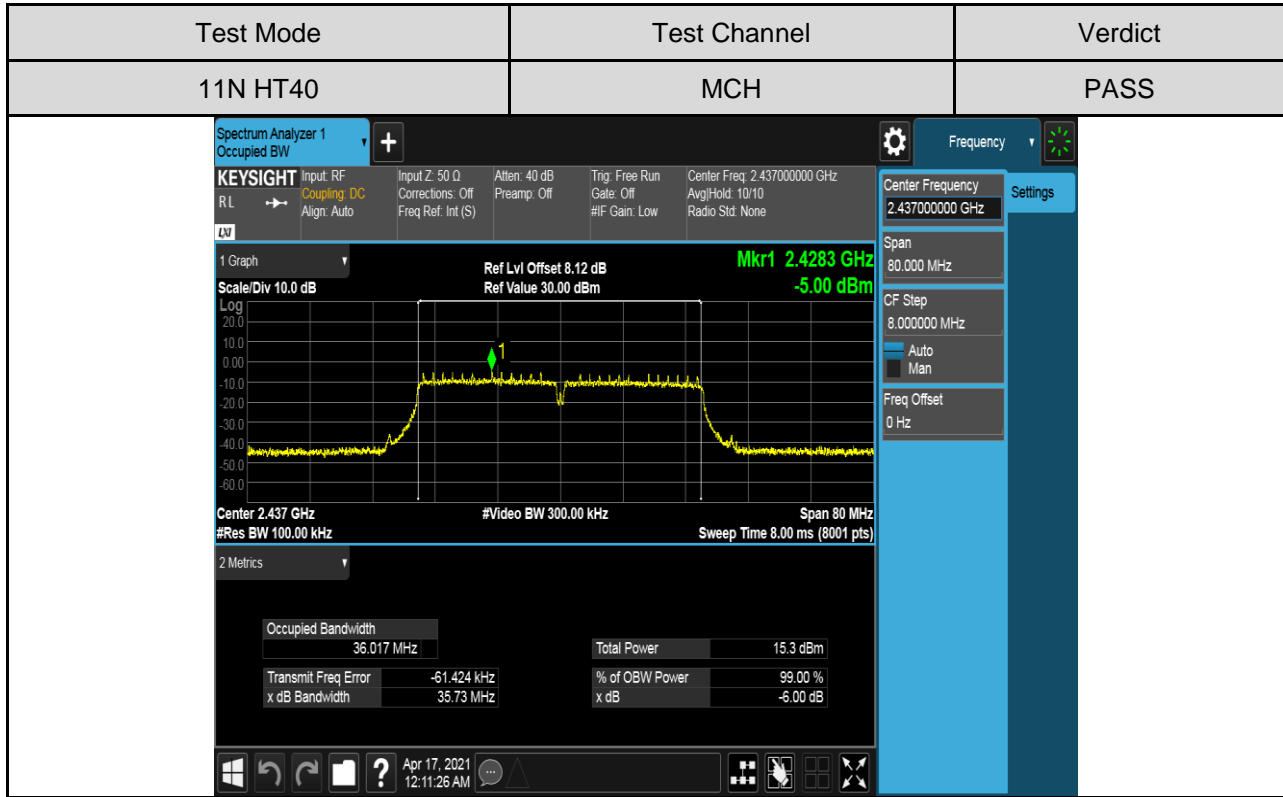 Test Mode Test Channel Verdict
11N HT40 MCH PASS
Spectrum Analyzer 1
Occupied BW
+
Frequency
KEYSIGHT Input: RF Input Z: 50 Ω Atten: 40 dB Trig: Free Run Center Freq: 2.437000000 GHz
RL Coupling: DC Corrections: Off Preamp: Off Gate: Off Avg|Hold: 10/10
Align: Auto Freq Ref: Int (S) #IF Gain: Low Radio Std: None
LXI
Center Frequency
2.437000000 GHz
Settings
Span
80.000 MHz
CF Step
8.000000 MHz
Auto
Man
Freq Offset
0 Hz
1 Graph
Ref Lvl Offset 8.12 dB
Mkr1 2.4283 GHz
Scale/Div 10.0 dB Ref Value 30.00 dBm -5.00 dBm
Log
20.0
10.0
0.00
-10.0
-20.0
-30.0
-40.0
-50.0
-60.0
1
Center 2.437 GHz #Video BW 300.00 kHz Span 80 MHz
#Res BW 100.00 kHz Sweep Time 8.00 ms (8001 pts)
2 Metrics
Occupied Bandwidth
36.017 MHz Total Power 15.3 dBm
Transmit Freq Error -61.424 kHz % of OBW Power 99.00 %
x dB Bandwidth 35.73 MHz x dB -6.00 dB
?
Apr 17, 2021
12:11:26 AM